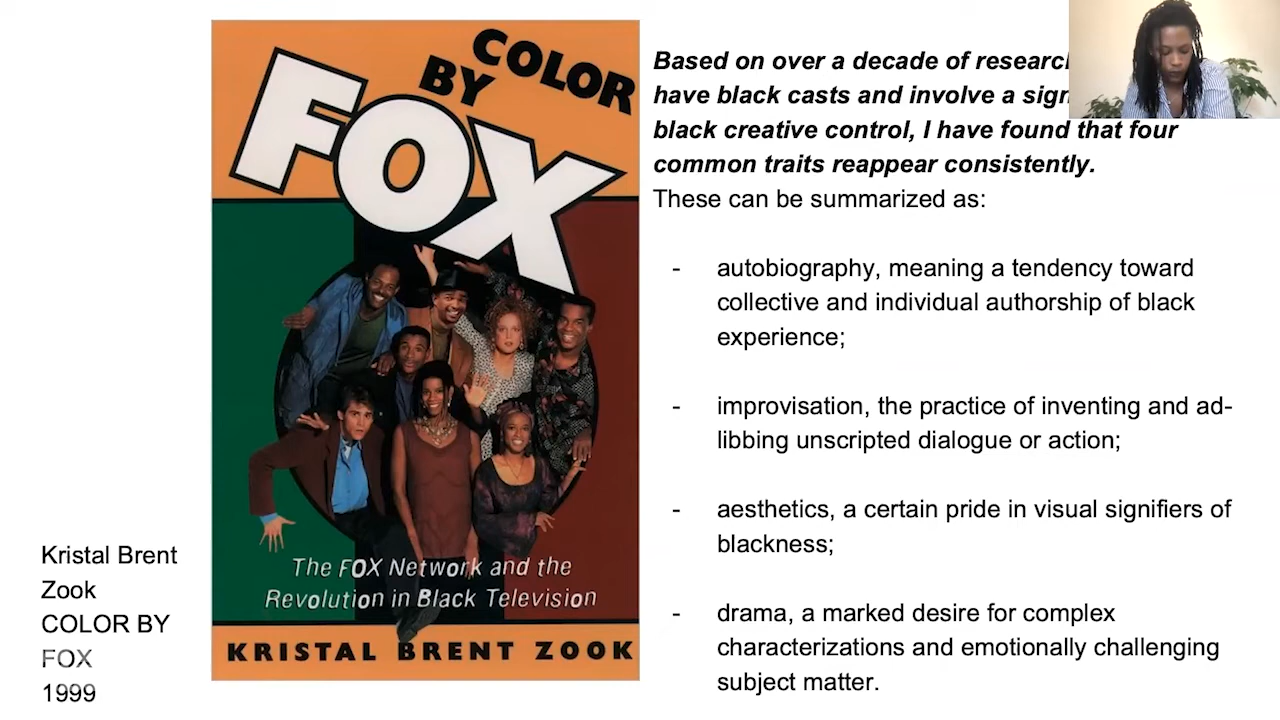 COLOR
BY
FOX
The FOX Network and the
Revolution in Black Television
KRISTAL BRENT ZOOK
Kristal Brent
Zook
COLOR BY
FOX
1999
Based on over a decade of research
have black casts and involve a
black creative control, I have found that four
common traits reappear consistently.
These can be summarized as:
- autobiography, meaning a tendency toward
collective and individual authorship of black
experience;
- improvisation, the practice of inventing and ad-
libbing unscripted dialogue or action;
- aesthetics, a certain pride in visual signifiers of
blackness;
- drama, a marked desire for complex
characterizations and emotionally challenging
subject matter.